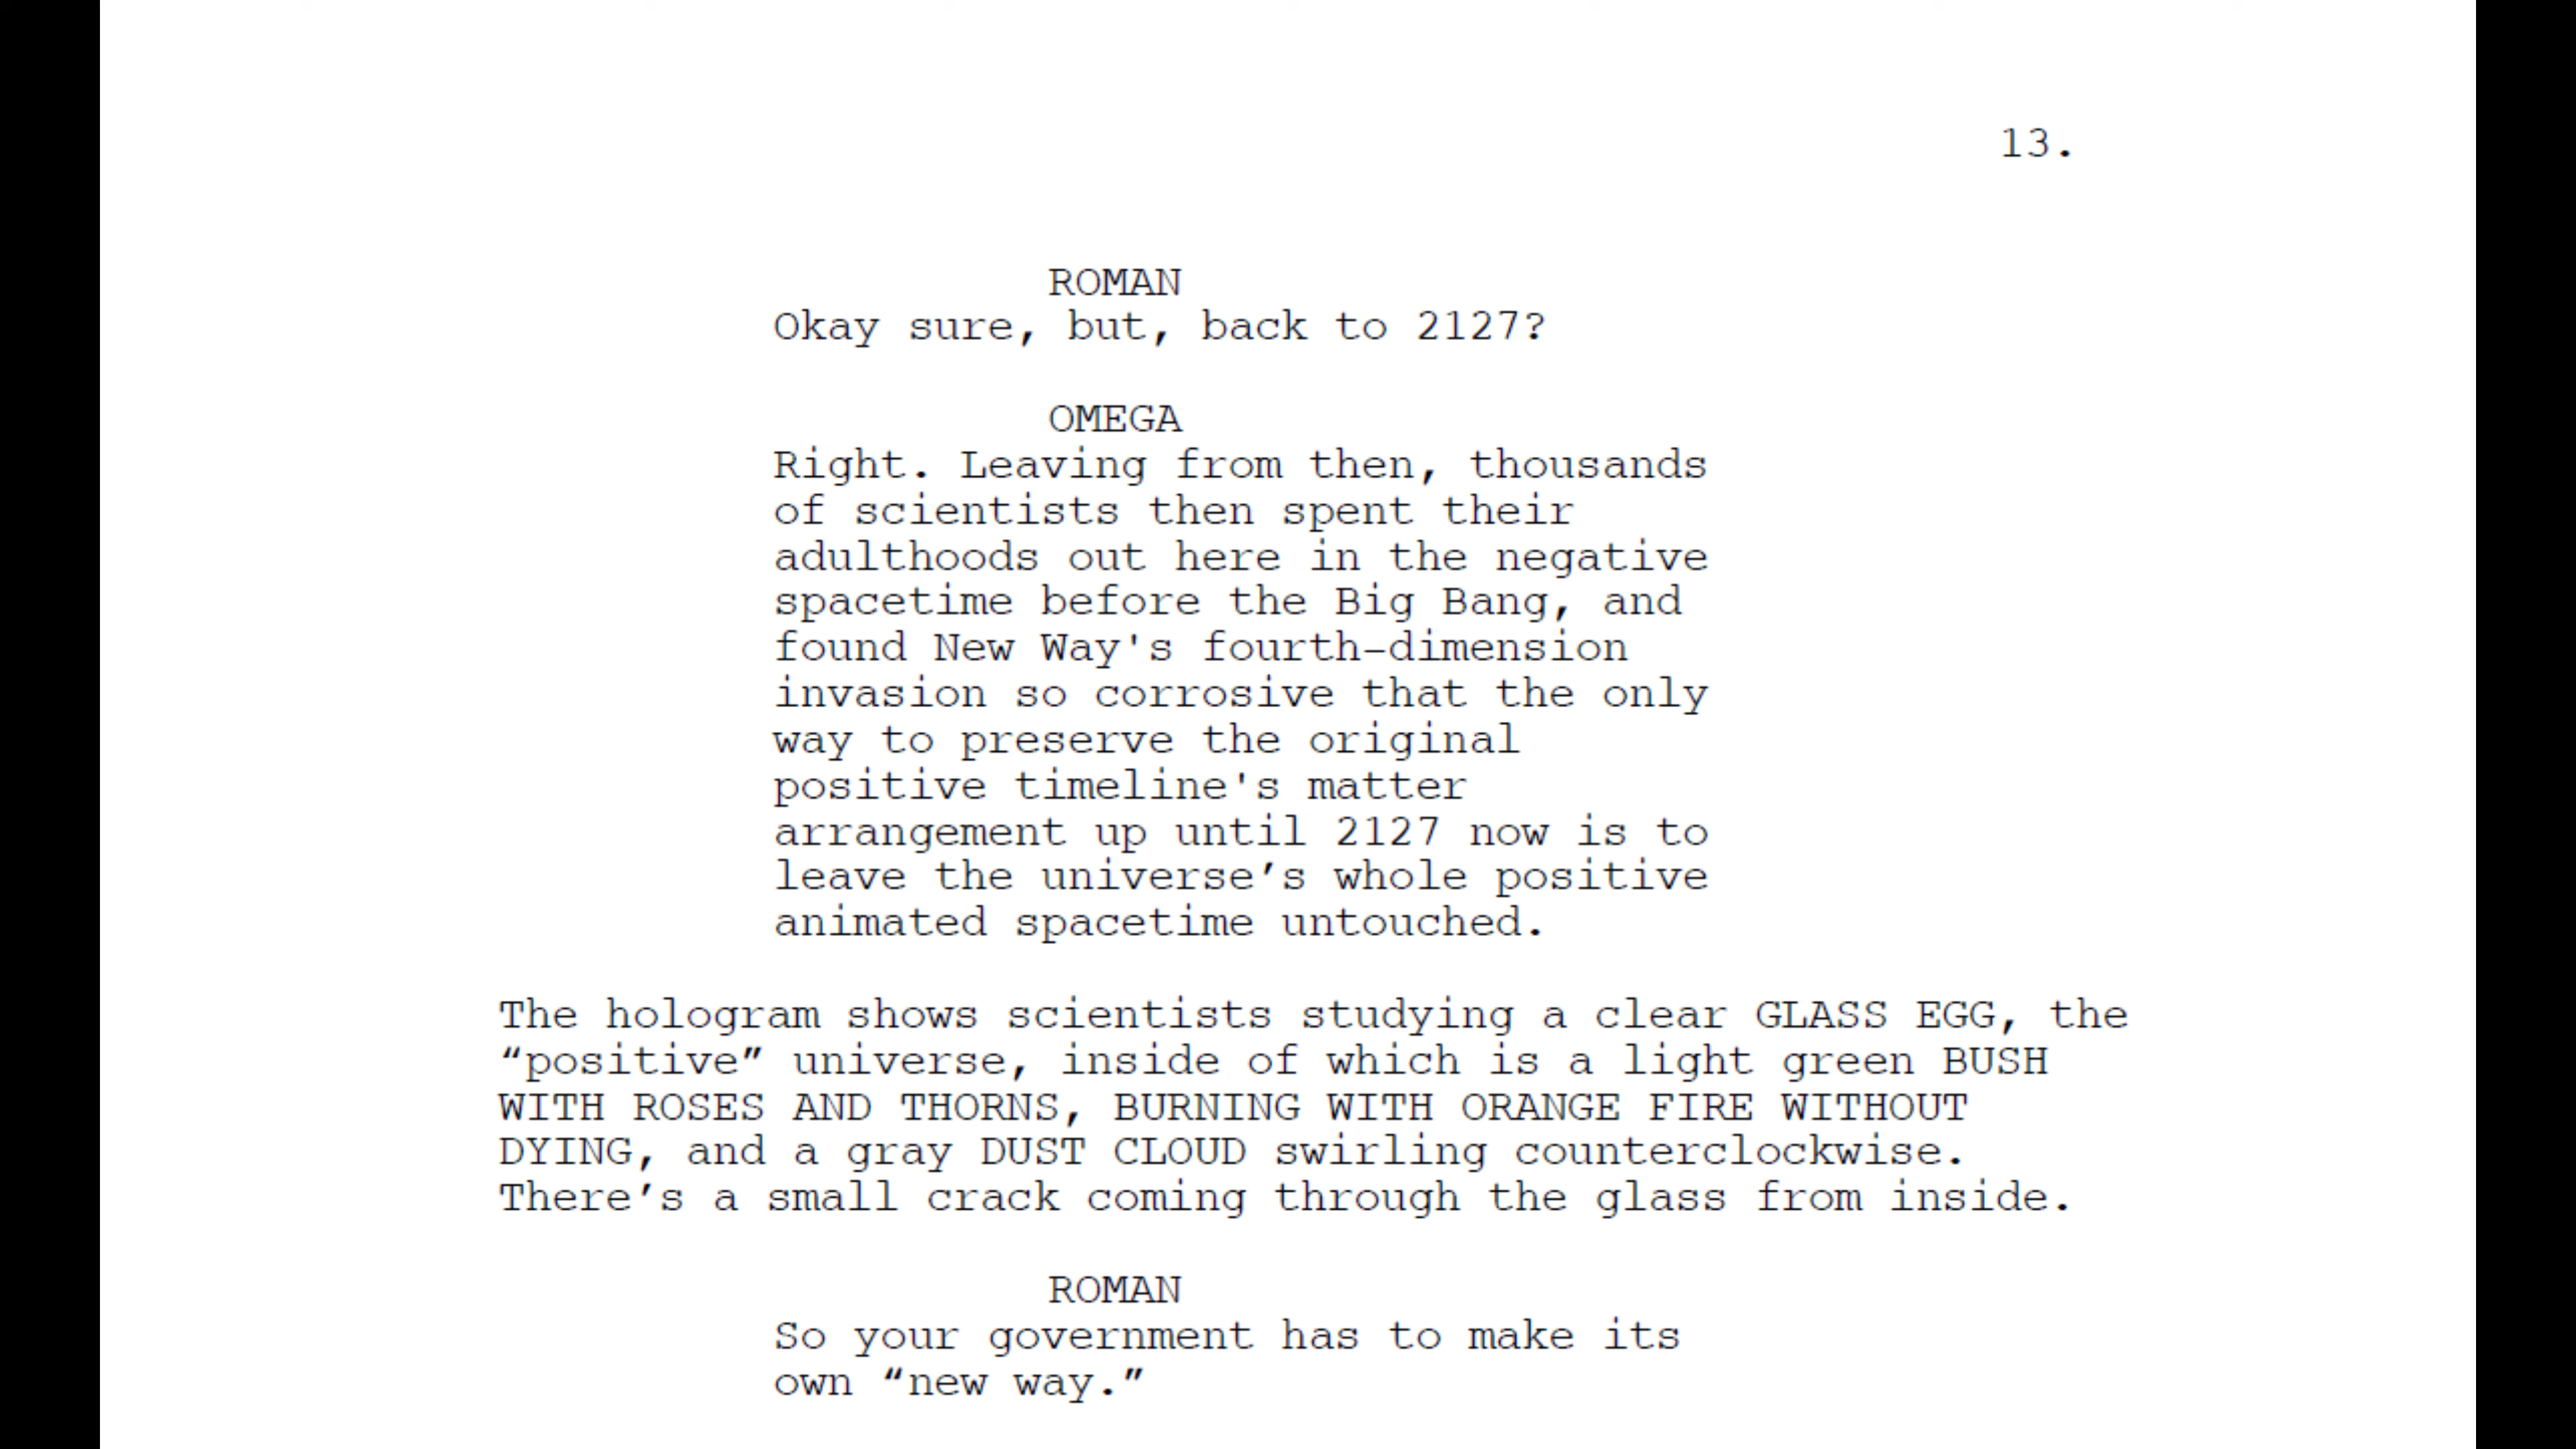 13.
ROMAN
Okay sure, but, back to 2127?
OMEGA
Right. Leaving from then, thousands
of scientists then spent their
adulthoods out here in the negative
spacetime before the Big Bang, and
found New Way's fourth-dimension
invasion so corrosive that the only
way to preserve the original
positive timeline's matter
arrangement up until 2127 now is to
leave the universe’s whole positive
animated spacetime untouched.
The hologram shows scientists studying a clear GLASS EGG, the
“positive” universe, inside of which is a light green BUSH
WITH ROSES AND THORNS, BURNING WITH ORANGE FIRE WITHOUT
DYING, and a gray DUST CLOUD swirling counterclockwise.
There’s a small crack coming through the glass from inside.
ROMAN
So your government has to make its
own “new way.”